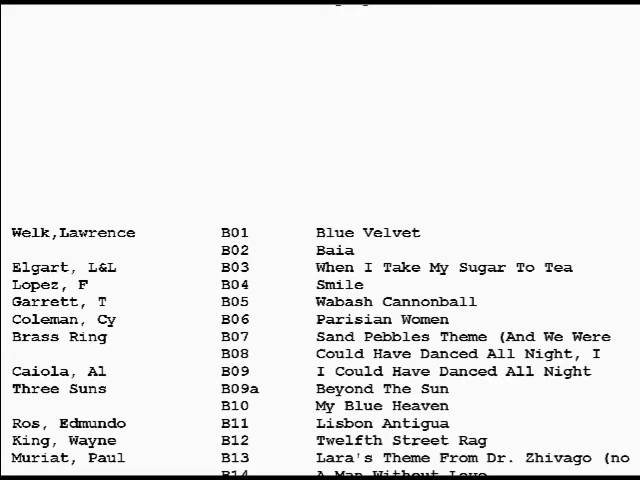 Welk,Lawrence B01 Blue Velvet
B02 Baia
Elgart, L&L B03 When I Take My Sugar To Tea
Lopez, F B04 Smile
Garrett, T B05 Wabash Cannonball
Coleman, Cy B06 Parisian Women
Brass Ring B07 Sand Pebbles Theme (And We Were
B08 Could Have Danced All Night, I
Caiola, Al B09 I Could Have Danced All Night
Three Suns B09a Beyond The Sun
B10 My Blue Heaven
Ros, Edmundo B11 Lisbon Antigua
King, Wayne B12 Twelfth Street Rag
Muriat, Paul B13 Lara's Theme From Dr. Zhivago (no
B14 A Man Without Love